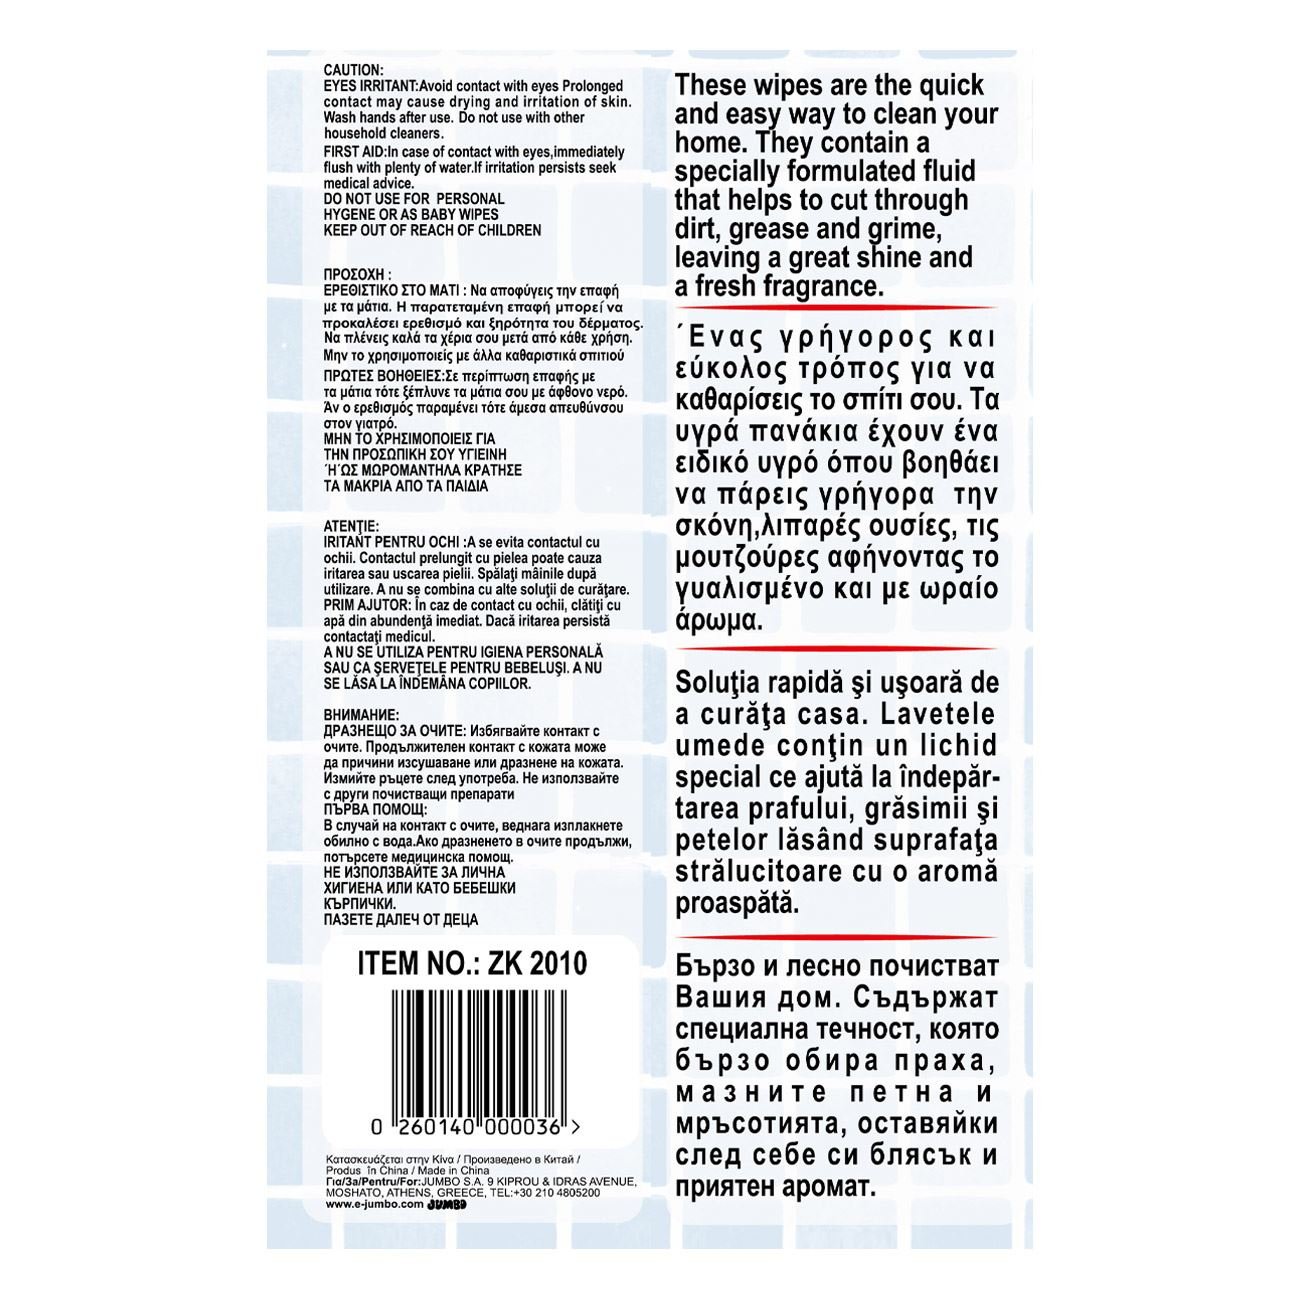 CAUTION:
EYES IRRITANT:Avoid contact with eyes Prolonged
contact may cause drying and irritation of skin.
Wash hands after use. Do not use with other
household cleaners.
FIRST AID:In case of contact with eyes,immediately
flush with plenty of water.If irritation persists seek
medical advice.
DO NOT USE FOR PERSONAL
HYGENE OR AS BABY WIPES
KEEP OUT OF REACH OF CHILDREN
ΠΡΟΣΟΧΗ :
ΕΡΕΘΙΣΤΙΚΟ ΣΤΟ ΜΑΤΙ : Να αποφύγεις την επαφή
με τα μάτια. Η παρατεταμένη επαφή μπορεί να
προκαλέσει ερεθισμό και ξηρότητα του δέρματος.
Να πλένεις καλά τα χέρια σου μετά από κάθε χρήση.
Μην το χρησιμοποιείς με άλλα καθαριστικά σπιτιού
ΠΡΩΤΕΣ ΒΟΗΘΕΙΕΣ:Σε περίπτωση επαφής με
τα μάτια τότε ξέπλυνε τα μάτια σου με άφθονο νερό.
Άν ο ερεθισμός παραμένει τότε άμεσα απευθύνσου
στον γιατρό.
ΜΗΝ ΤΟ ΧΡΗΣΙΜΟΠΟΙΕΙΣ ΓΙΑ
ΤΗΝ ΠΡΟΣΩΠΙΚΗ ΣΟΥ ΥΓΙΕΙΝΗ
΄Η΄ΩΣ ΜΩΡΟΜΑΝΤΗΛΑ ΚΡΑΤΗΣΕ
ΤΑ ΜΑΚΡΙΑ ΑΠΟ ΤΑ ΠΑΙΔΙΑ
ATENŢIE:
IRITANT PENTRU OCHI :A se evita contactul cu
ochii. Contactul prelungit cu pielea poate cauza
iritarea sau uscarea pielii. Spălaţi mâinile după
utilizare. A nu se combina cu alte soluţii de curăţare.
PRIM AJUTOR: În caz de contact cu ochii, clătiţi cu
apă din abundenţă imediat. Dacă iritarea persistă
contactaţi medicul.
A NU SE UTILIZA PENTRU IGIENA PERSONALĂ
SAU CA ŞERVEŢELE PENTRU BEBELUŞI. A NU
SE LĂSA LA ÎNDEMÂNA COPIILOR.
ВНИМАНИЕ:
ДРАЗНЕЩО ЗА ОЧИТЕ: Избягвайте контакт с
очите. Продължителен контакт с кожата може
да причини изсушаване или дразнене на кожата.
Измийте ръцете след употреба. Не използвайте
с други почистващи препарати
ПЪРВА ПОМОЩ:
В случай на контакт с очите, веднага изплакнете
обилно с вода.Ако дразненето в очите продължи,
потърсете медицинска помощ.
НЕ ИЗПОЛЗВАЙТЕ ЗА ЛИЧНА
ХИГИЕНА ИЛИ КАТО БЕБЕШКИ
КЪРПИЧКИ.
ПАЗЕТЕ ДАЛЕЧ ОТ ДЕЦА
ITEM NO.: ZK 2010
0 260140 000036 >
Κατασκευάζεται στην Κίνα / Произведено в Китай /
Produs în China / Made in China
Για/За/Pentru/For:JUMBO S.A. 9 KIPROU & IDRAS AVENUE,
MOSHATO, ATHENS, GREECE, TEL:+30 210 4805200
www.e-jumbo.com JUMBO
These wipes are the quick
and easy way to clean your
home. They contain a
specially formulated fluid
that helps to cut through
dirt, grease and grime,
leaving a great shine and
a fresh fragrance.
΄Ενας γρήγορος και
εύκολος τρόπος για να
καθαρίσεις το σπίτι σου. Τα
υγρά πανάκια έχουν ένα
ειδικό υγρό όπου βοηθάει
να πάρεις γρήγορα την
σκόνη,λιπαρές ουσίες, τις
μουτζούρες αφήνοντας το
γυαλισμένο και με ωραίο
άρωμα.
Soluţia rapidă şi uşoară de
a curăţa casa. Lavetele
umede conţin un lichid
special ce ajută la îndepăr-
tarea prafului, grăsimii şi
petelor lăsând suprafaţa
strălucitoare cu o aromă
proaspătă.
Бързо и лесно почистват
Вашия дом. Съдържат
специална течност, която
бързо обира праха,
мазните петна и
мръсотията, оставяйки
след себе си блясък и
приятен аромат.